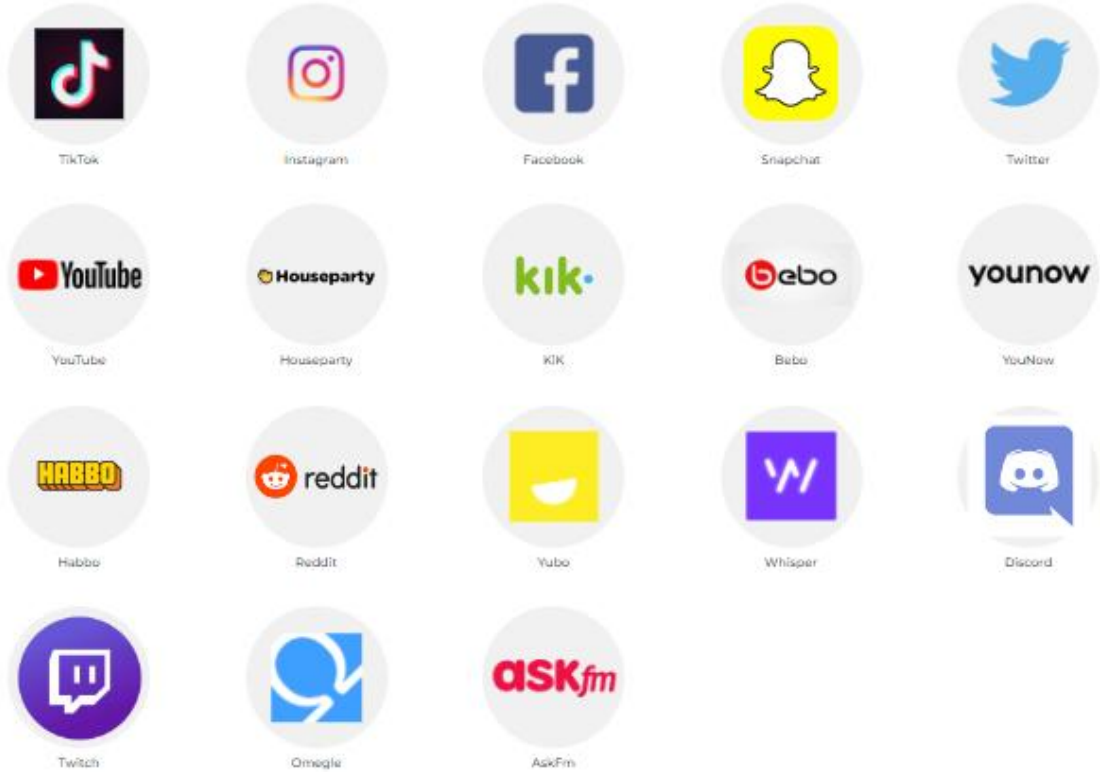 TikTok
Instagram
Facebook
Snapchat
Twitter
YouTube
Houseparty
kik
bebo
younow
YouTube
Houseparty
KiK
Bebo
YouNow
HABBO
reddit
Habbo
Reddit
Yubo
Whisper
Discord
askfm
Twitch
Omegle
AskFm